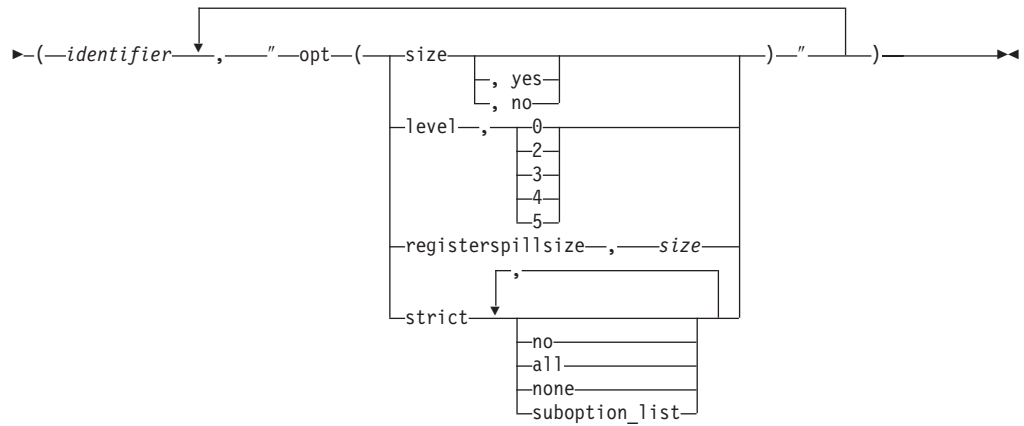 ( identifier , " opt ( size ) " )
, yes
, no
level , 0
2
3
4
5
registerspillsize , size
,
strict
no
all
none
suboption_list